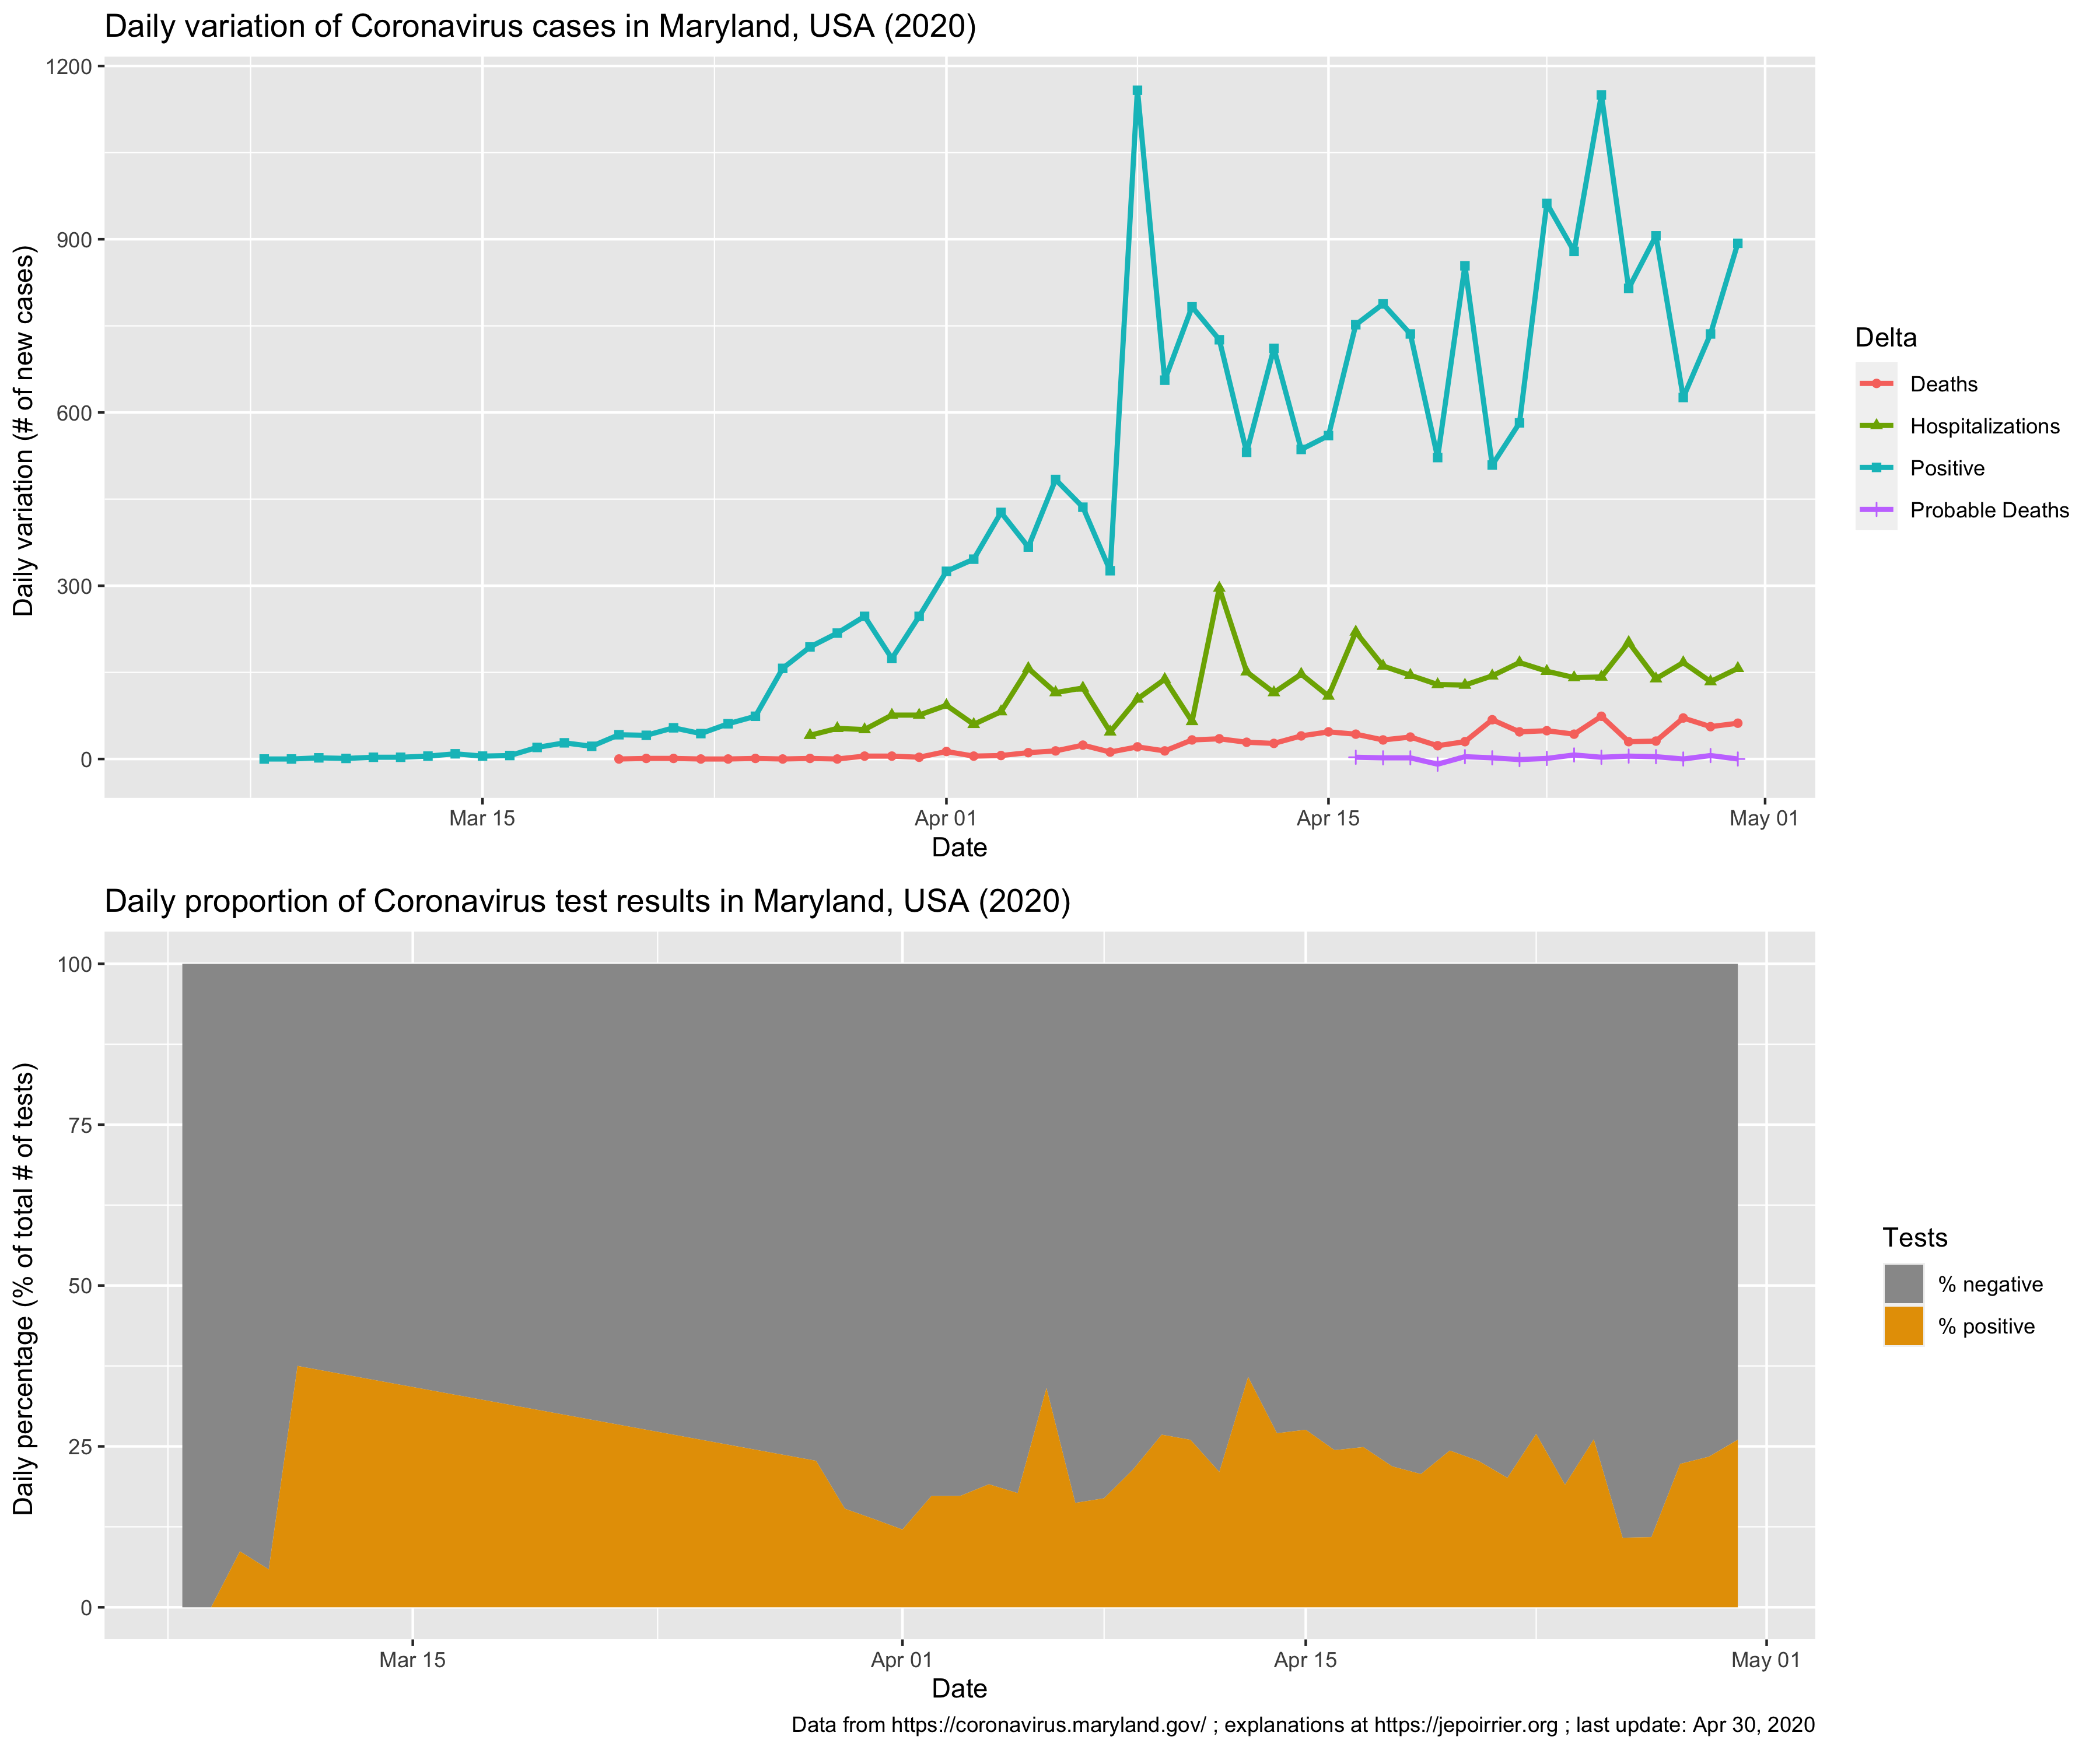 Daily variation of Coronavirus cases in Maryland, USA (2020)
Daily variation (# of new cases)
1200
900
600
300
0
Mar 15
Apr 01
Apr 15
May 01
Date
Delta
Deaths
Hospitalizations
Positive
Probable Deaths
Daily proportion of Coronavirus test results in Maryland, USA (2020)
Daily percentage (% of total # of tests)
100
75
50
25
0
Mar 15
Apr 01
Apr 15
May 01
Date
Tests
% negative
% positive
Data from https://coronavirus.maryland.gov/ ; explanations at https://jepoirrier.org ; last update: Apr 30, 2020